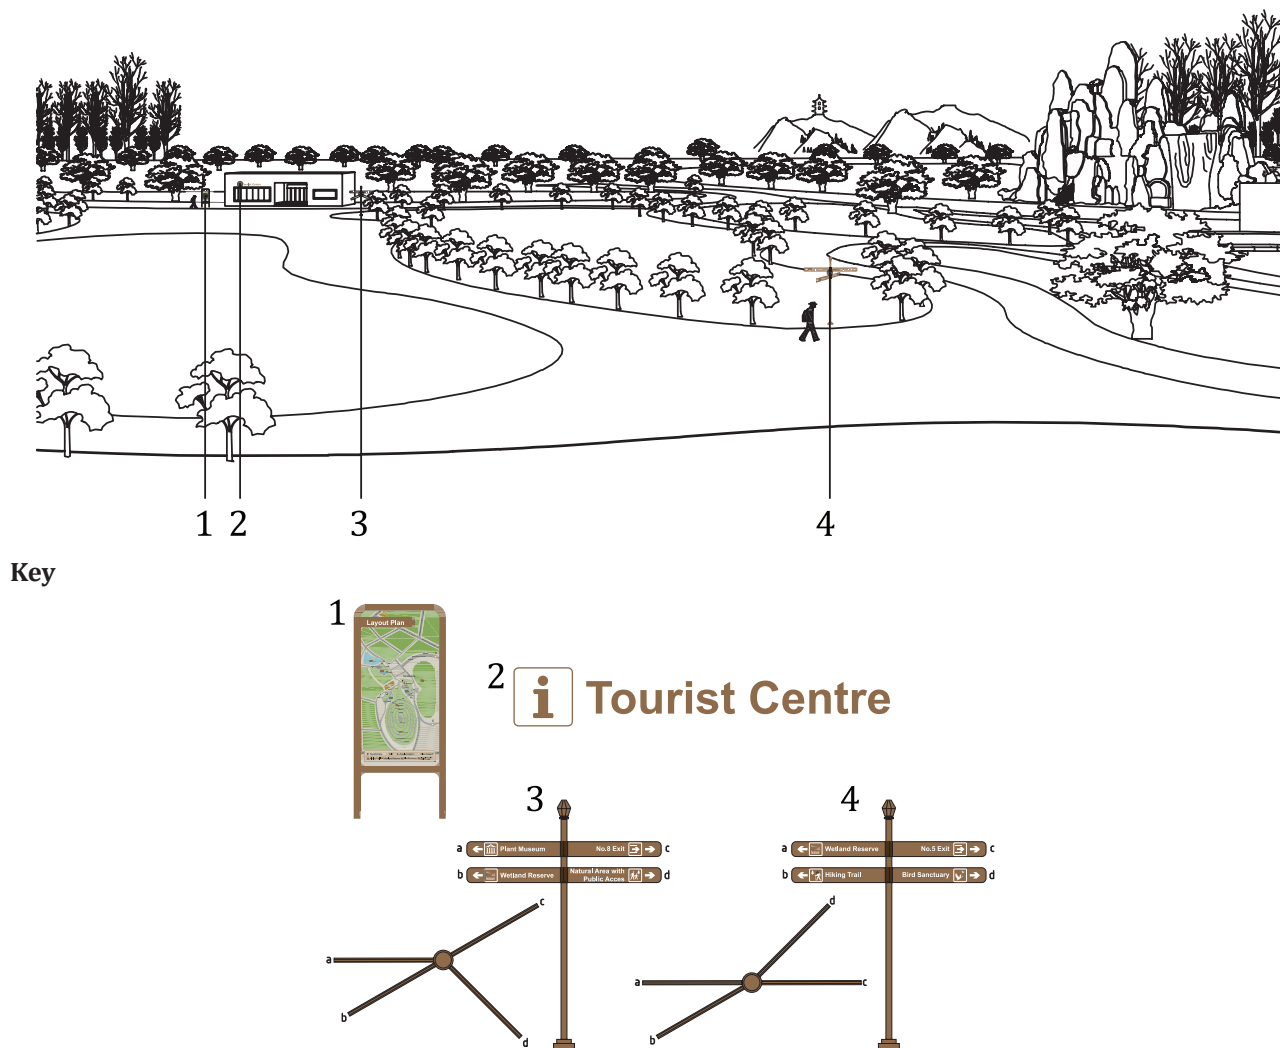 1 2 3 4
Key
1
Layout Plan
2 i Tourist Centre
3
a Plant Museum No.8 Exit c
b Wetland Reserve Natural Area with Public Acces d
4
a Wetland Reserve No.5 Exit c
b Hiking Trail Bird Sanctuary d
c
a
b
d
d
a c
b